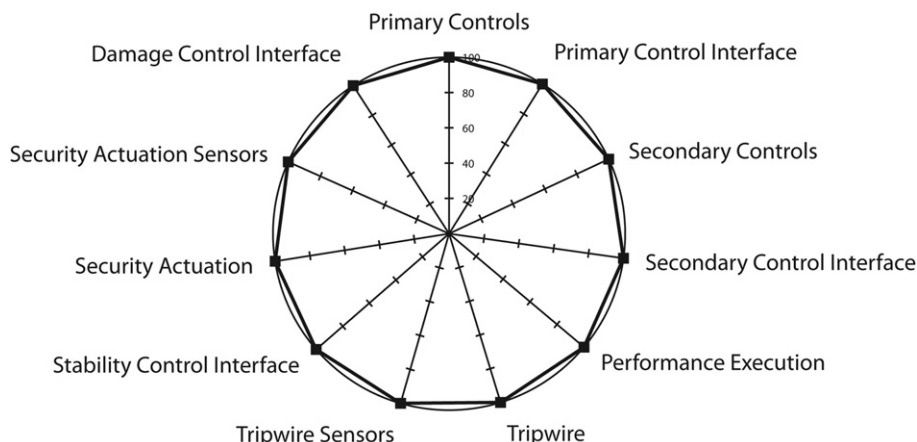 Primary Controls
Damage Control Interface
Primary Control Interface
100
80
60
40
20
Security Actuation Sensors
Secondary Controls
Security Actuation
Secondary Control Interface
Stability Control Interface
Performance Execution
Tripwire Sensors
Tripwire